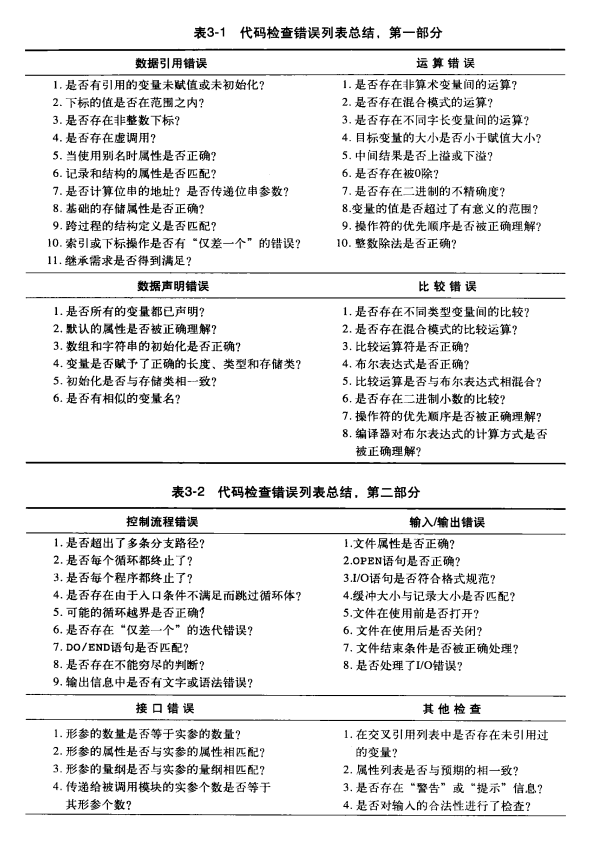 表3-1 代码检查错误列表总结，第一部分
数据引用错误
1. 是否有引用的变量未赋值或未初始化？
2. 下标的值是否在范围之内？
3. 是否存在非整数下标？
4. 是否存在虚调用？
5. 当使用别名时属性是否正确？
6. 记录和结构的属性是否匹配？
7. 是否计算位串的地址？是否传递位串参数？
8. 基础的存储属性是否正确？
9. 跨过程的结构定义是否匹配？
10. 索引或下标操作是否有“仅差一个”的错误？
11. 继承需求是否得到满足？
运算错误
1. 是否存在非算术变量间的运算？
2. 是否存在混合模式的运算？
3. 是否存在不同字长变量间的运算？
4. 目标变量的大小是否小于赋值大小？
5. 中间结果是否上溢或下溢？
6. 是否存在被0除？
7. 是否存在二进制的不精确度？
8.变量的值是否超过了有意义的范围？
9. 操作符的优先顺序是否被正确理解？
10. 整数除法是否正确？
数据声明错误
1. 是否所有的变量都已声明？
2. 默认的属性是否被正确理解？
3. 数组和字符串的初始化是否正确？
4. 变量是否赋予了正确的长度、类型和存储类？
5. 初始化是否与存储类相一致？
6. 是否有相似的变量名？
比较错误
1. 是否存在不同类型变量间的比较？
2. 是否存在混合模式的比较运算？
3. 比较运算符是否正确？
4. 布尔表达式是否正确？
5. 比较运算是否与布尔表达式相混合？
6. 是否存在二进制小数的比较？
7. 操作符的优先顺序是否被正确理解？
8. 编译器对布尔表达式的计算方式是否
被正确理解？
表3-2 代码检查错误列表总结，第二部分
控制流程错误
1. 是否超出了多条分支路径？
2. 是否每个循环都终止了？
3. 是否每个程序都终止了？
4. 是否存在由于入口条件不满足而跳过循环体？
5. 可能的循环越界是否正确？
6. 是否存在“仅差一个”的迭代错误？
7. DO/END语句是否匹配？
8. 是否存在不能穷尽的判断？
9. 输出信息中是否有文字或语法错误？
输入/输出错误
1.文件属性是否正确？
2.OPEN语句是否正确？
3.I/O语句是否符合格式规范？
4.缓冲大小与记录大小是否匹配？
5.文件在使用前是否打开？
6. 文件在使用后是否关闭？
7. 文件结束条件是否被正确处理？
8. 是否处理了I/O错误？
接口错误
1. 形参的数量是否等于实参的数量？
2. 形参的属性是否与实参的属性相匹配？
3. 形参的量纲是否与实参的量纲相匹配？
4. 传递给被调用模块的实参个数是否等于
其形参个数？
其他检查
1. 在交叉引用列表中是否存在未引用过
的变量？
2. 属性列表是否与预期的相一致？
3. 是否存在“警告”或“提示”信息？
4. 是否对输入的合法性进行了检查？